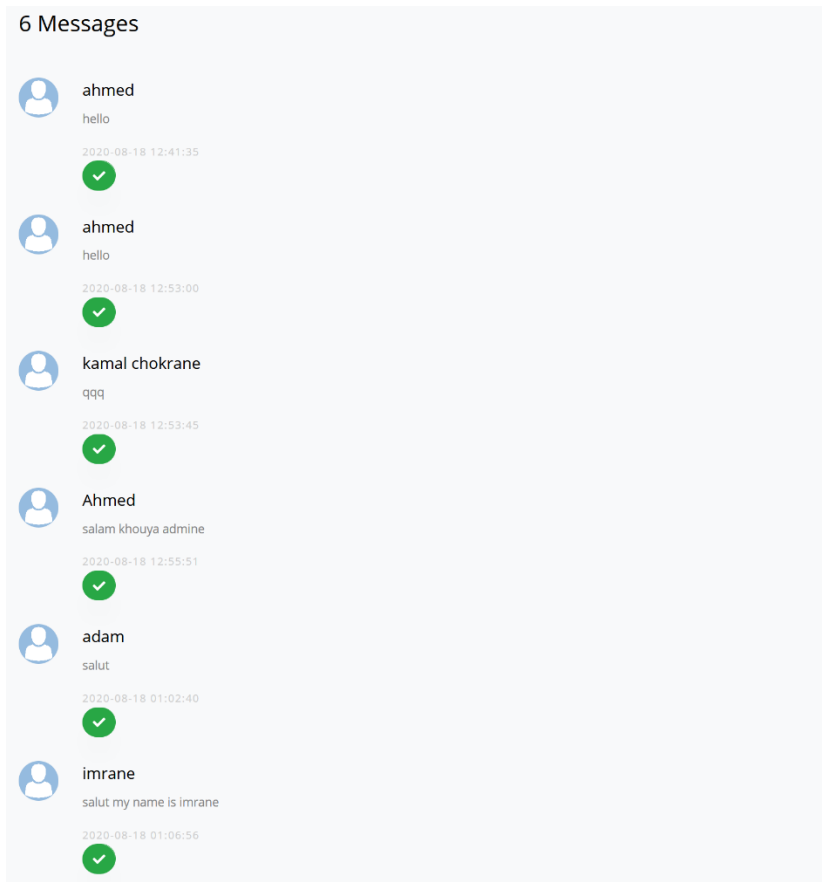 6 Messages
ahmed
hello
2020-08-18 12:41:35
ahmed
hello
2020-08-18 12:53:00
kamal chokrane
qqq
2020-08-18 12:53:45
Ahmed
salam khouya admine
2020-08-18 12:55:51
adam
salut
2020-08-18 01:02:40
imrane
salut my name is imrane
2020-08-18 01:06:56